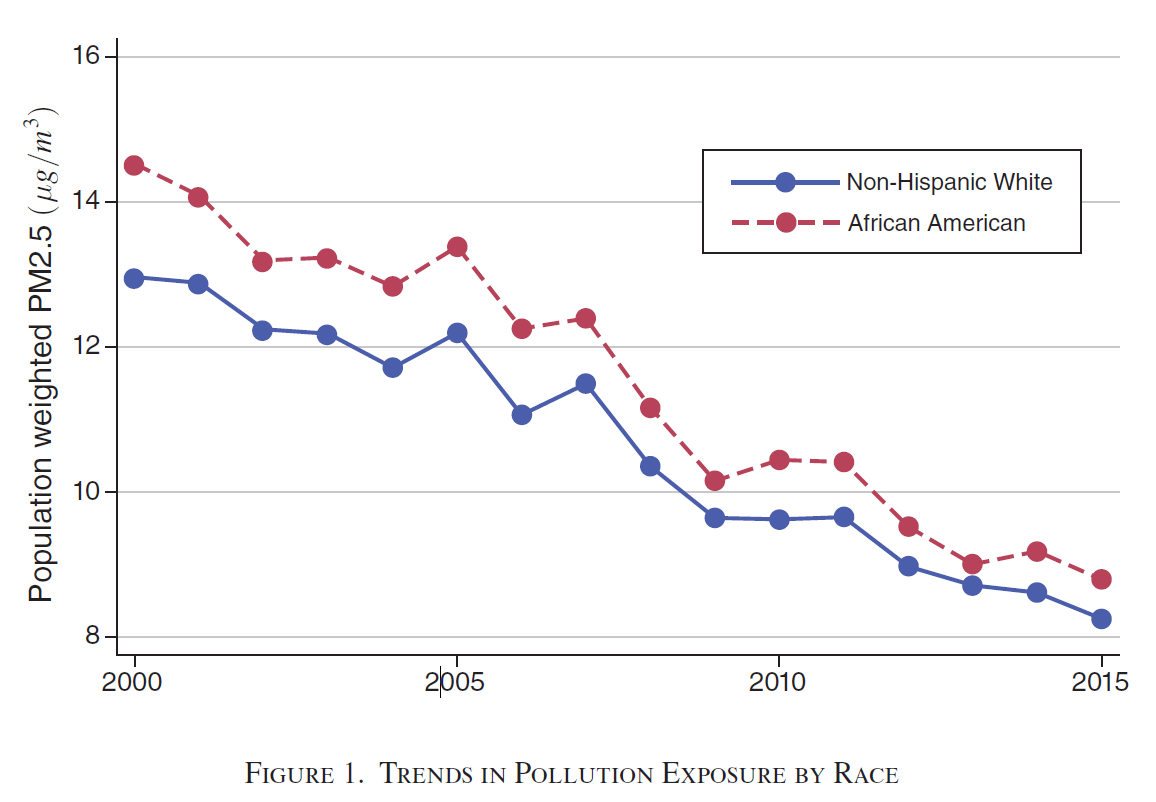 Population weighted PM2.5 (μg/m³)
16
14
12
10
8
Non-Hispanic White
African American
2000 2005 2010 2015
FIGURE 1. TRENDS IN POLLUTION EXPOSURE BY RACE